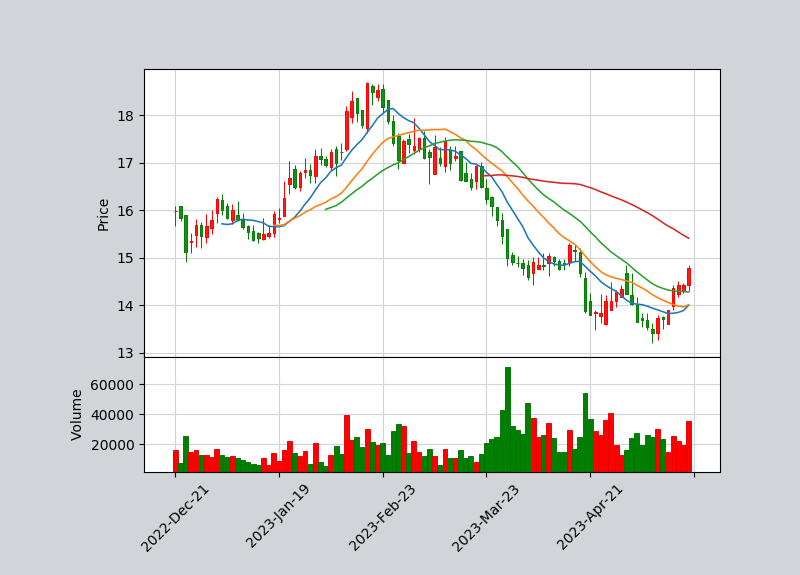 18
17
16
15
14
13
Price
60000
40000
20000
Volume
2022-Dec-21
2023-Jan-19
2023-Feb-23
2023-Mar-23
2023-Apr-21